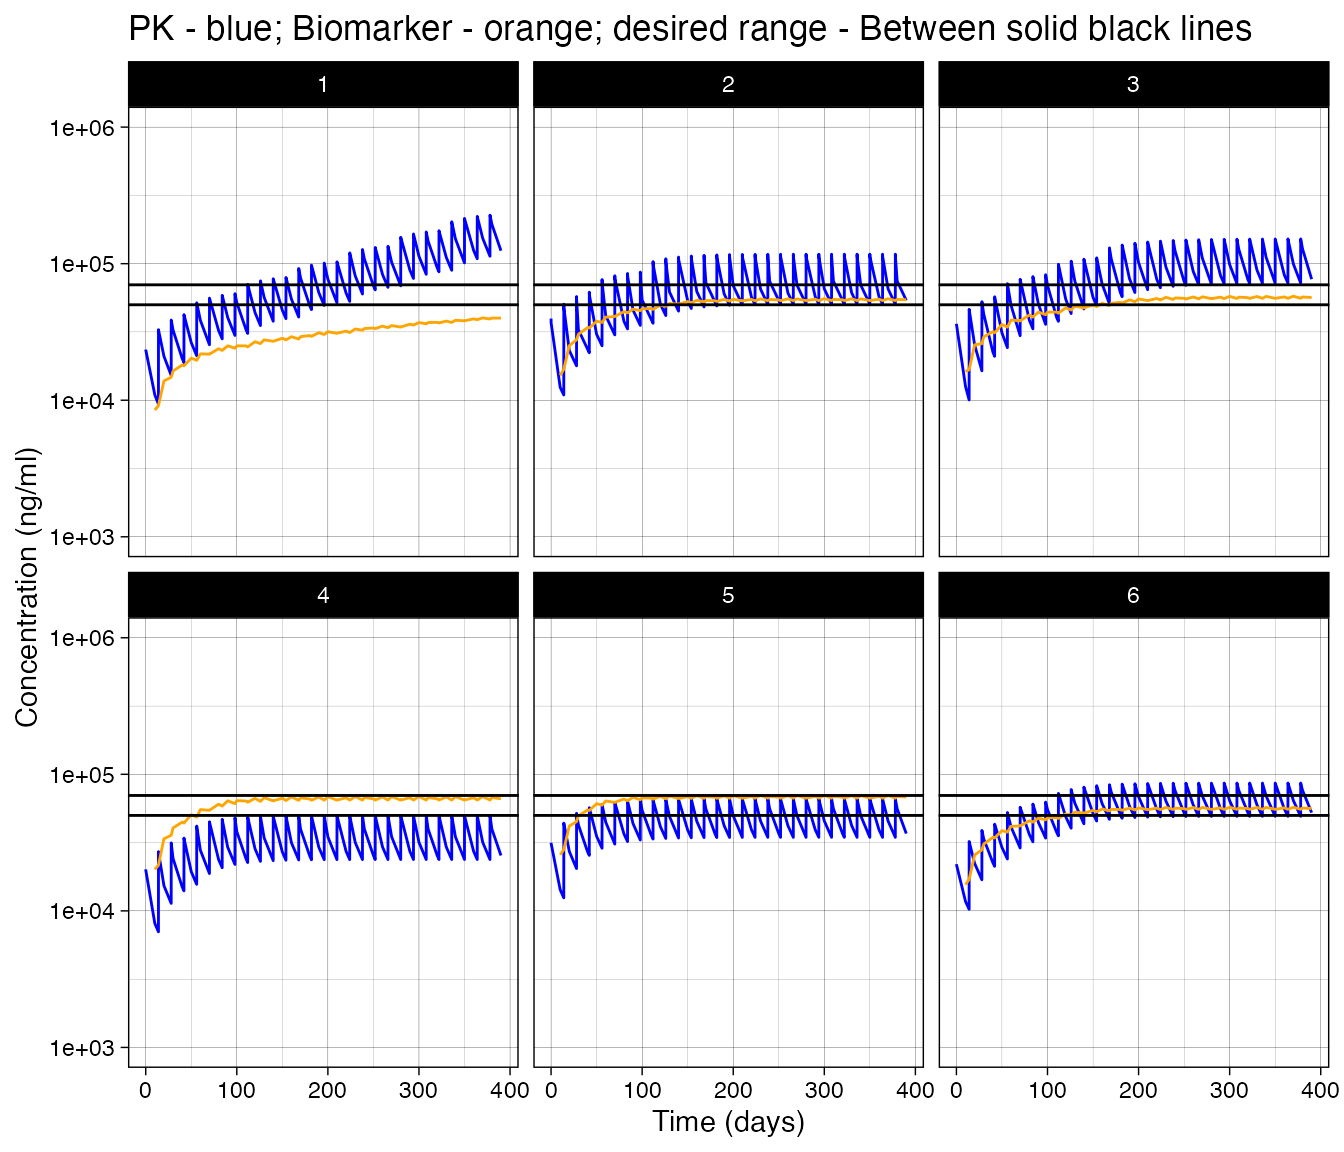 PK - blue; Biomarker - orange; desired range - Between solid black lines
1 2 3
1e+06
1e+05
1e+04
1e+03
4 5 6
1e+06
1e+05
1e+04
1e+03
Concentration (ng/ml)
0 100 200 300 400 0 100 200 300 400 0 100 200 300 400
Time (days)